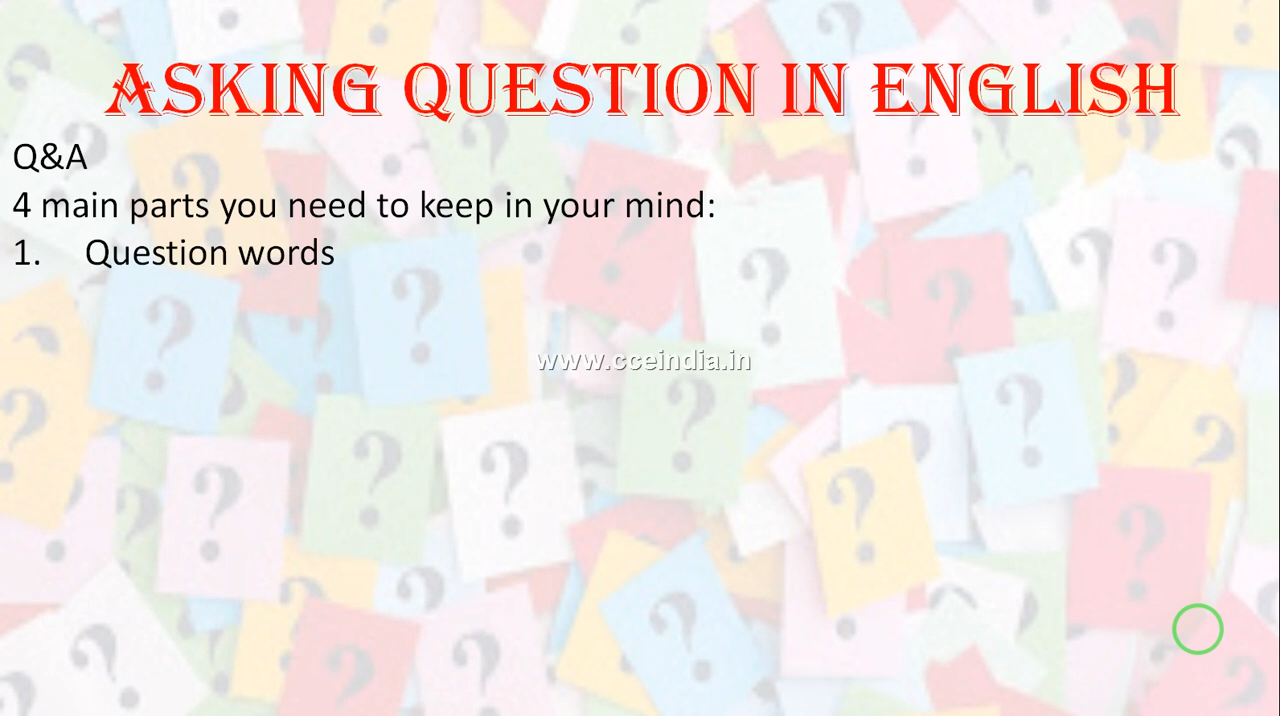 ASKING QUESTION IN ENGLISH
Q&A
4 main parts you need to keep in your mind:
1. Question words
www.cceindia.in